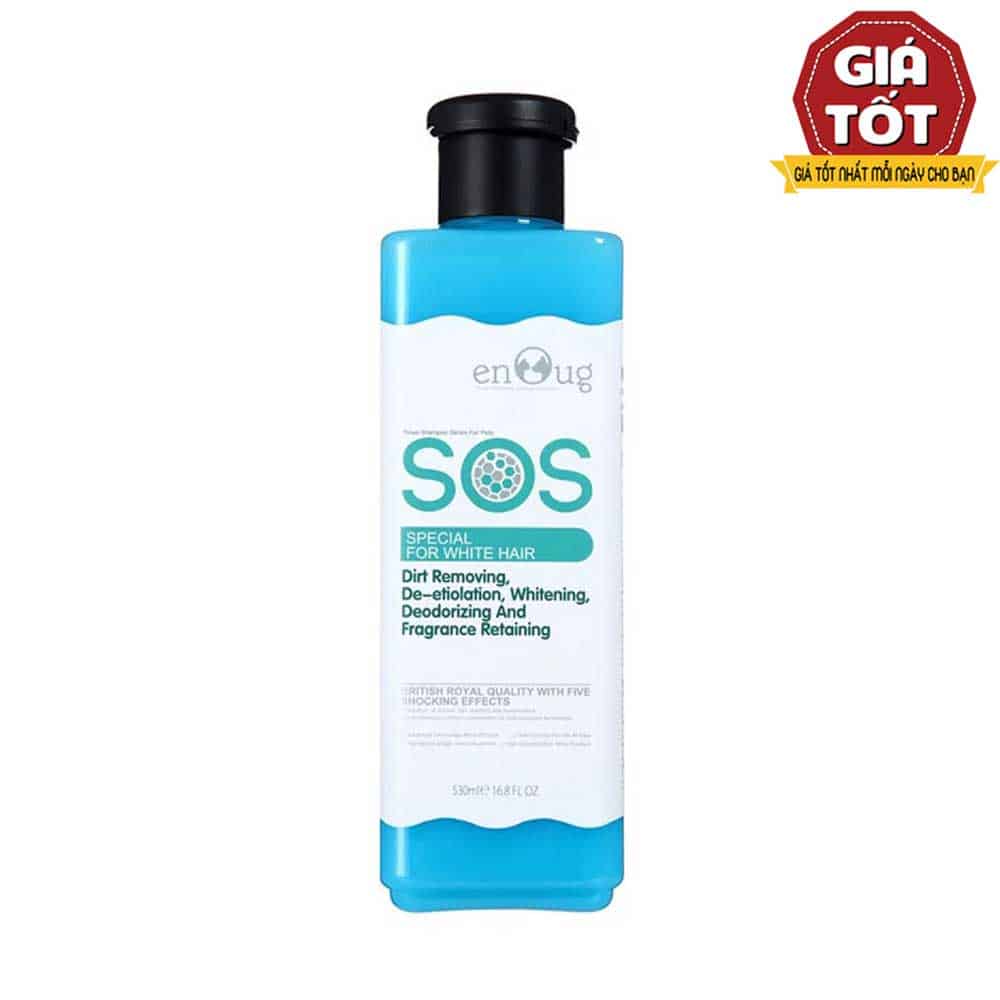 GIÁ
TỐT
GIÁ TỐT NHẤT MỖI NGÀY CHO BẠN
enOug
SOS
SPECIAL
FOR WHITE HAIR
Dirt Removing,
De-etiolation, Whitening,
Deodorizing And
Fragrance Retaining
BRITISH ROYAL QUALITY WITH FIVE
SHOCKING EFFECTS
530ml℮ 16.8 FL OZ